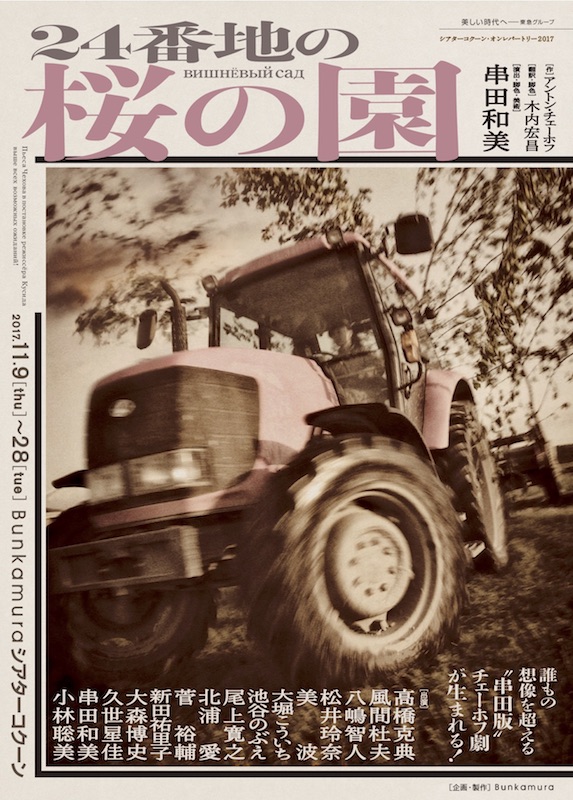 美しい時代へ──東急グループ
シアターコクーン・オンレパートリー2017
24番地の
ВИШНЁВЫЙ САД
桜の園
[作]アントン・チェーホフ
[翻訳・脚色]木内宏昌
[演出・脚色・美術]
串田和美
Пьеса Чехова в постановке режиссёра Кусида
выше всех возможных ожиданий!
2017.11.9[thu]〜28[tue] Bunkamuraシアターコクーン
誰もの
想像を超える
“串田版”
チェーホフ劇
が生まれる!
[出演]
高橋克典
風間杜夫
八嶋智人
松井玲奈
美波
大堀こういち
池谷のぶえ
尾上寛之
北浦愛
菅裕輔
新田祐里子
大森博史
久世星佳
串田和美
小林聡美
[企画・製作] Bunkamura